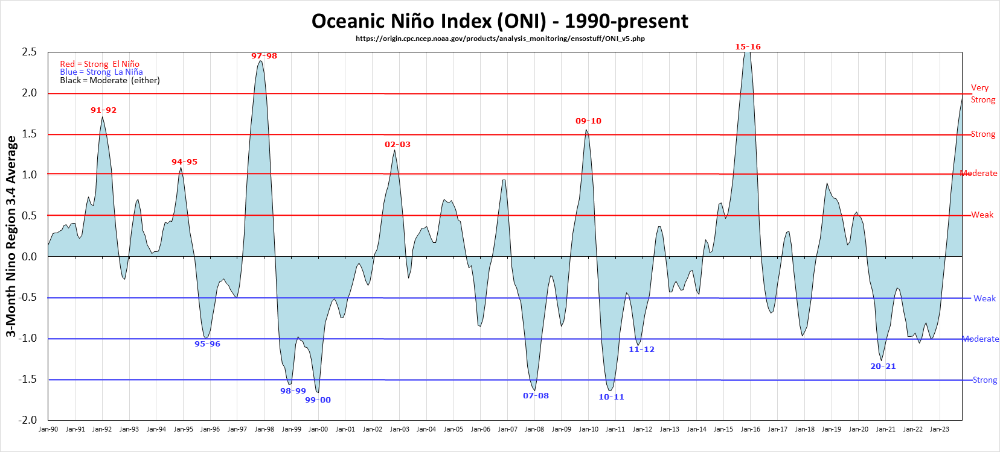 Oceanic Niño Index (ONI) - 1990-present
https://origin.cpc.ncep.noaa.gov/products/analysis_monitoring/ensostuff/ONI_v5.php
3-Month Nino Region 3.4 Average
2.5
2.0
1.5
1.0
0.5
0.0
-0.5
-1.0
-1.5
-2.0
Red = Strong El Niño
Blue = Strong La Niña
Black = Moderate (either)
91-92
94-95
97-98
02-03
09-10
15-16
95-96
98-99
99-00
07-08
10-11
11-12
20-21
Very
Strong
Strong
Moderate
Weak
Weak
Moderate
Strong
Jan-90 Jan-91 Jan-92 Jan-93 Jan-94 Jan-95 Jan-96 Jan-97 Jan-98 Jan-99 Jan-00 Jan-01 Jan-02 Jan-03 Jan-04 Jan-05 Jan-06 Jan-07 Jan-08 Jan-09 Jan-10 Jan-11 Jan-12 Jan-13 Jan-14 Jan-15 Jan-16 Jan-17 Jan-18 Jan-19 Jan-20 Jan-21 Jan-22 Jan-23